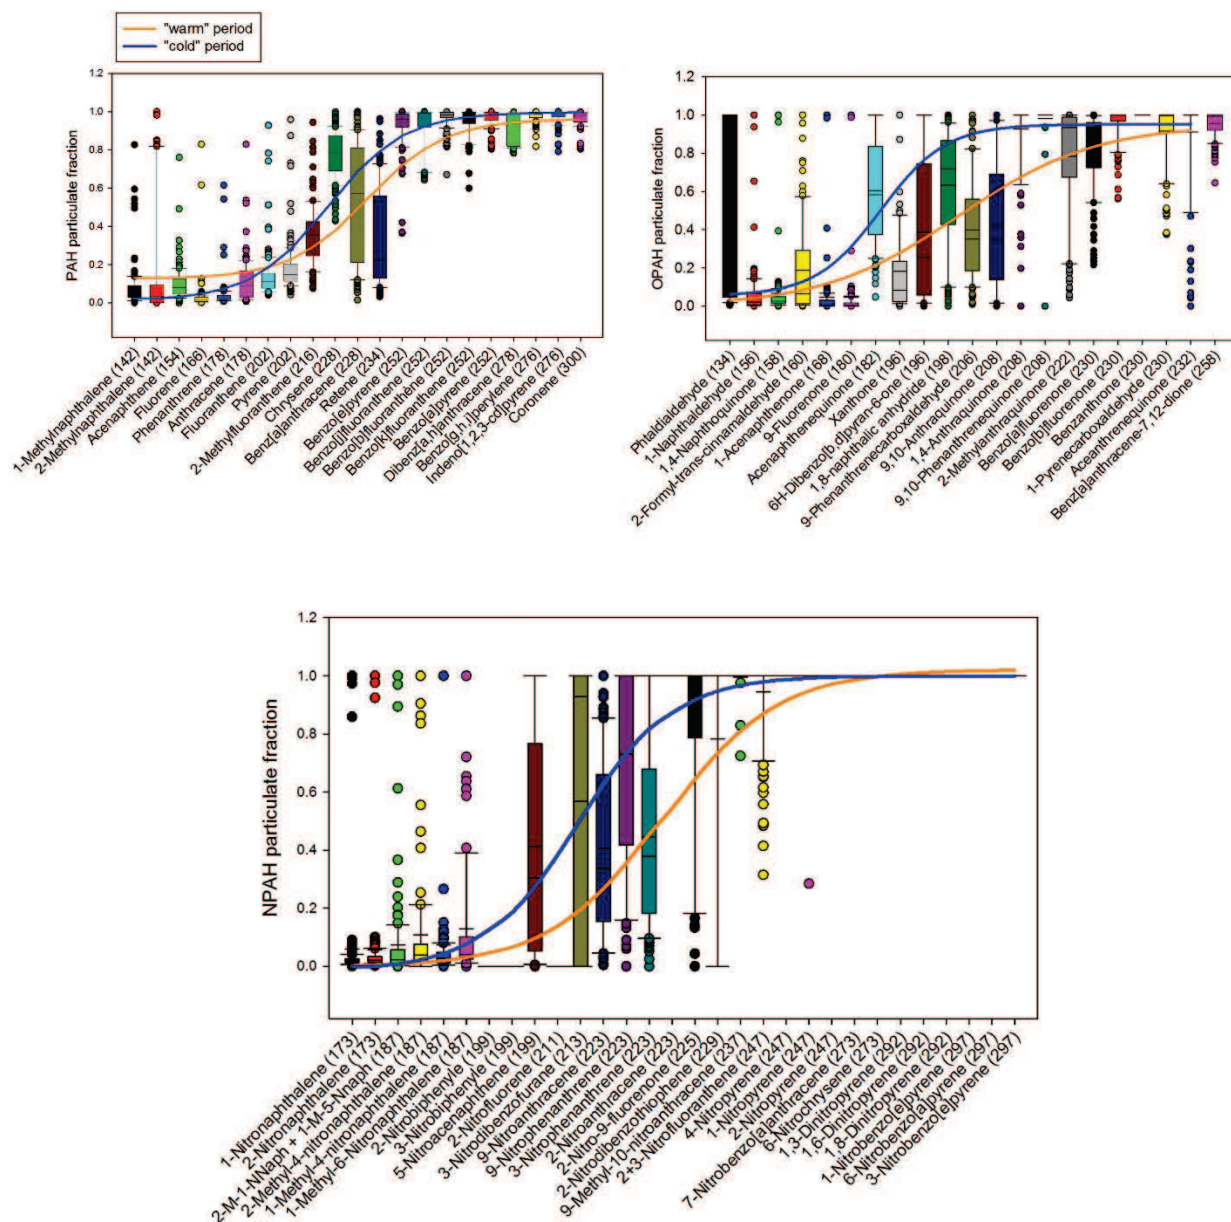 "warm" period
"cold" period
PAH particulate fraction
1.2
1.0
0.8
0.6
0.4
0.2
0.0
1-Methylnaphthalene (142)
2-Methylnaphthalene (142)
Acenaphthene (154)
Fluorene (166)
Phenanthrene (178)
Anthracene (178)
Fluoranthene (202)
Pyrene (202)
2-Methylfluoranthene (216)
Chrysene (228)
Benz[a]anthracene (228)
Retene (234)
Benzo[e]pyrene (252)
Benzo[j]fluoranthene (252)
Benzo[b]fluoranthene (252)
Benzo[k]fluoranthene (252)
Benzo[a]pyrene (252)
Dibenz[a,h]anthracene (278)
Benzo[g,h,i]perylene (276)
Indeno[1,2,3-cd]pyrene (276)
Coronene (300)
OPAH particulate fraction
1.2
1.0
0.8
0.6
0.4
0.2
0.0
Phtaldialdehyde (134)
1-Naphtaldehyde (156)
1,4-Naphtoquinone (158)
2-Formyl-trans-cinnamaldehyde (160)
1-Acenaphthenone (168)
9-Fluorenone (180)
Acenaphthenequinone (182)
Xanthone (196)
6H-Dibenzo[b,d]pyran-6-one (196)
1,8-naphthalic anhydride (198)
9-Phenanthrenecarboxaldehyde (206)
9,10-Anthraquinone (208)
1,4-Anthraquinone (208)
9,10-Phenanthrenequinone (208)
2-Methylanthraquinone (222)
Benzo[a]fluorenone (230)
Benzo[b]fluorenone (230)
Benzanthrone (230)
1-Pyrenecarboxaldehyde (230)
Aceanthrenequinone (232)
Benz[a]anthracene-7,12-dione (258)
NPAH particulate fraction
1.2
1.0
0.8
0.6
0.4
0.2
0.0
1-Nitronaphthalene (173)
2-Nitronaphthalene (173)
2-M-1-NNaph + 1-M-5-Nnaph (187)
2-Methyl-4-nitronaphthalene (187)
1-Methyl-4-nitronaphthalene (187)
1-Methyl-6-Nitronaphthalene (187)
2-Nitrobiphenyle (199)
3-Nitrobiphenyle (199)
5-Nitroacenaphthene (199)
2-Nitrofluorene (211)
3-Nitrodibenzofurane (213)
9-Nitroanthracene (223)
9-Nitrophenanthrene (223)
3-Nitrophenanthrene (223)
2-Nitroanthracene (223)
2-Nitro-9-fluorenone (225)
2-Nitrodibenzothiophene (229)
9-Methyl-10-nitroanthracene (237)
2+3-Nitrofluoranthene (247)
4-Nitropyrene (247)
1-Nitropyrene (247)
2-Nitropyrene (247)
7-Nitrobenz[a]anthracene (273)
6-Nitrochrysene (273)
1,3-Dinitropyrene (292)
1,6-Dinitropyrene (292)
1,8-Dinitropyrene (292)
1-Nitrobenzo[e]pyrene (297)
6-Nitrobenzo[a]pyrene (297)
3-Nitrobenzo[e]pyrene (297)